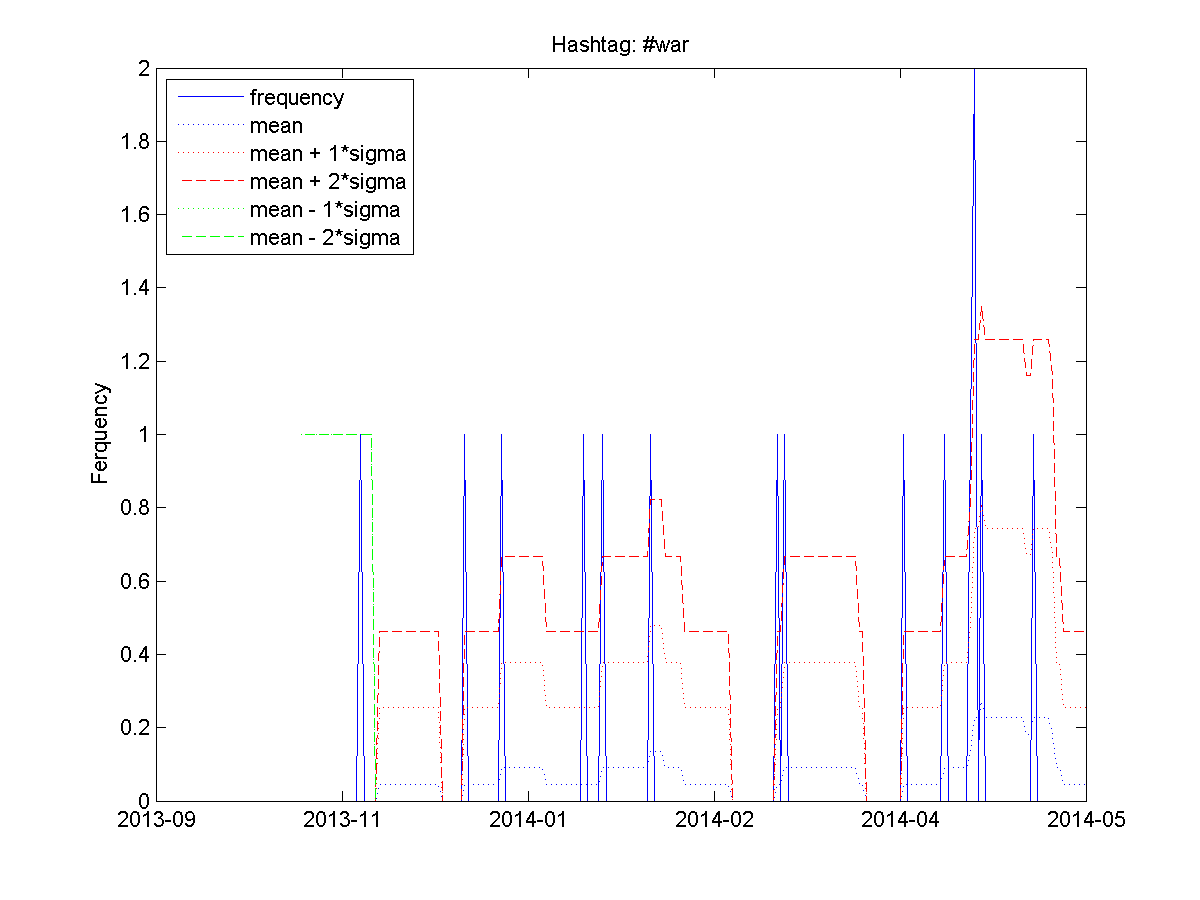 Hashtag: #war
2
1.8
1.6
1.4
1.2
1
0.8
0.6
0.4
0.2
0
Ferquency
frequency
mean
mean + 1*sigma
mean + 2*sigma
mean - 1*sigma
mean - 2*sigma
2013-09 2013-11 2014-01 2014-02 2014-04 2014-05